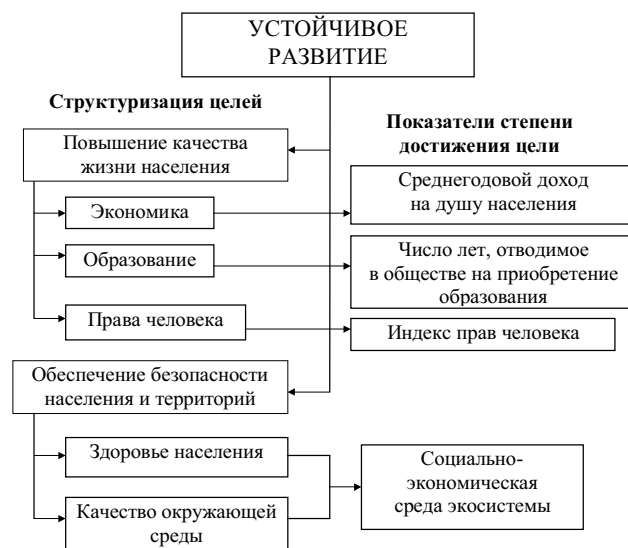 УСТОЙЧИВОЕ
РАЗВИТИЕ
Структуризация целей
Показатели степени
достижения цели
Повышение качества
жизни населения
Экономика
Среднегодовой доход
на душу населения
Образование
Число лет, отводимое
в обществе на приобретение
образования
Права человека
Индекс прав человека
Обеспечение безопасности
населения и территорий
Здоровье населения
Качество окружающей
среды
Социально-
экономическая
среда экосистемы